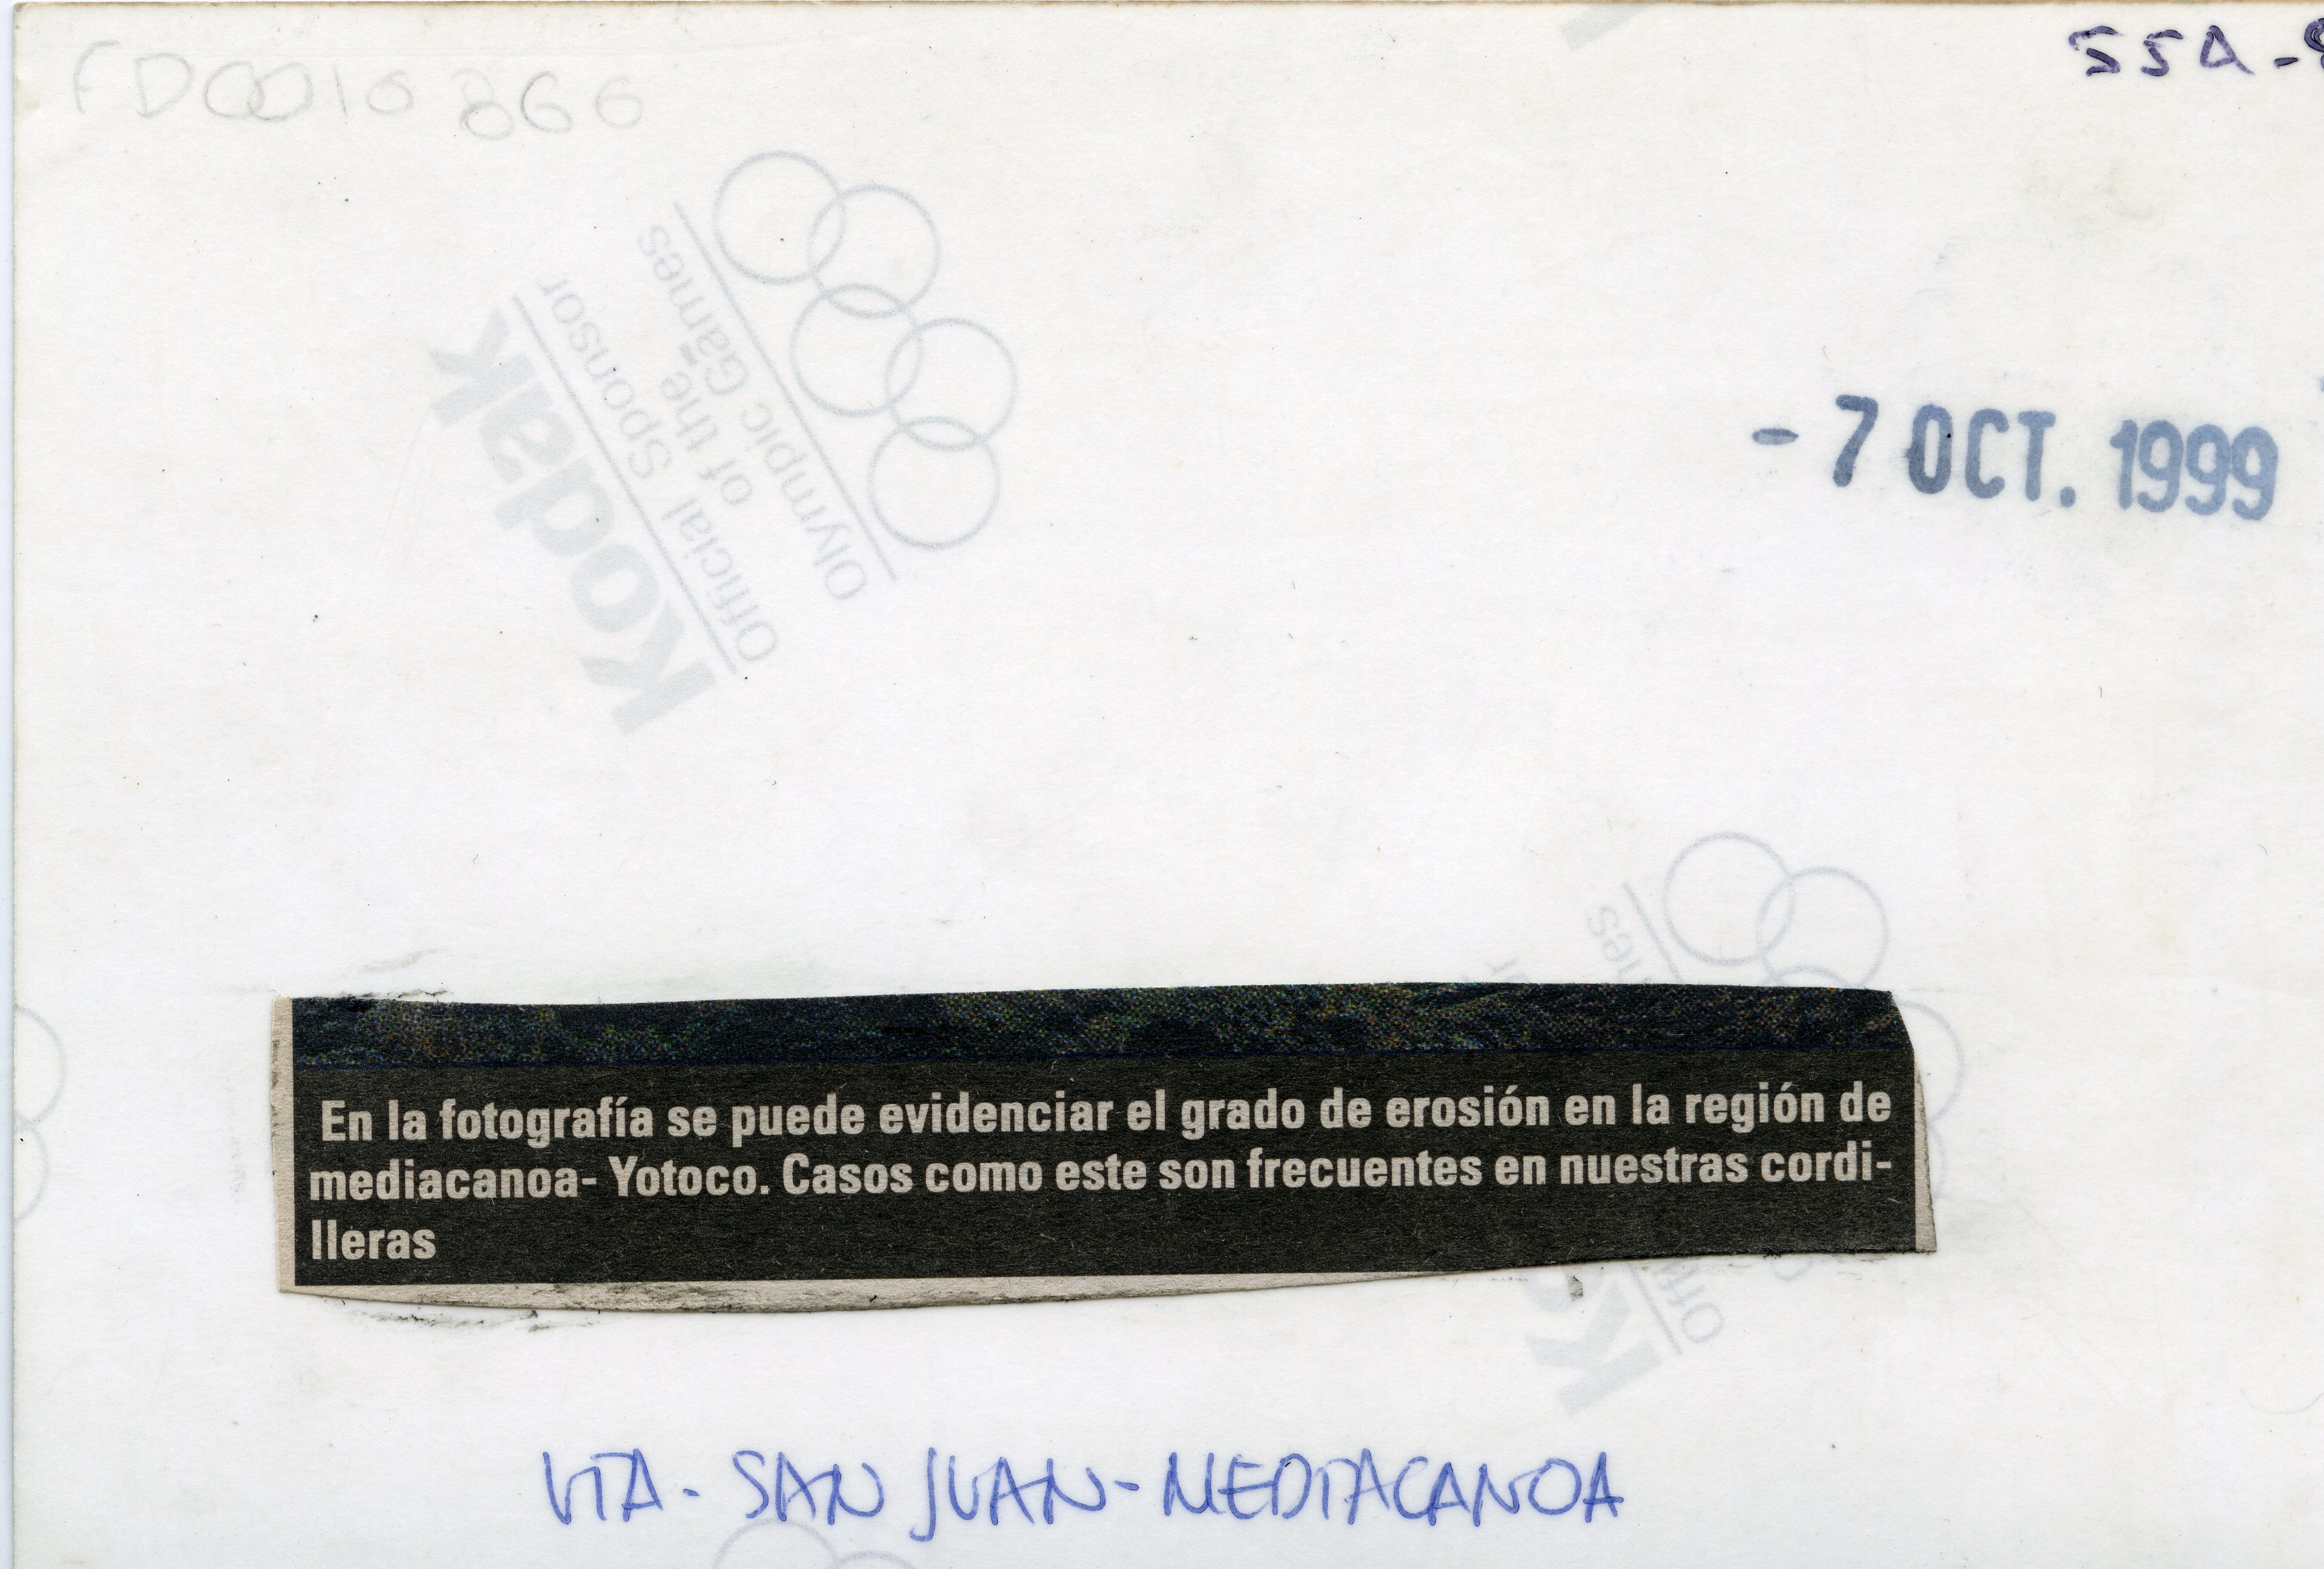 FD0010866
SSA-
Kodak
Official Sponsor
of the
Olympic Games
- 7 OCT. 1999
En la fotografía se puede evidenciar el grado de erosión en la región de
mediacanoa- Yotoco. Casos como este son frecuentes en nuestras cordi-
lleras
VIA - SAN JUAN - MEDIACANOA